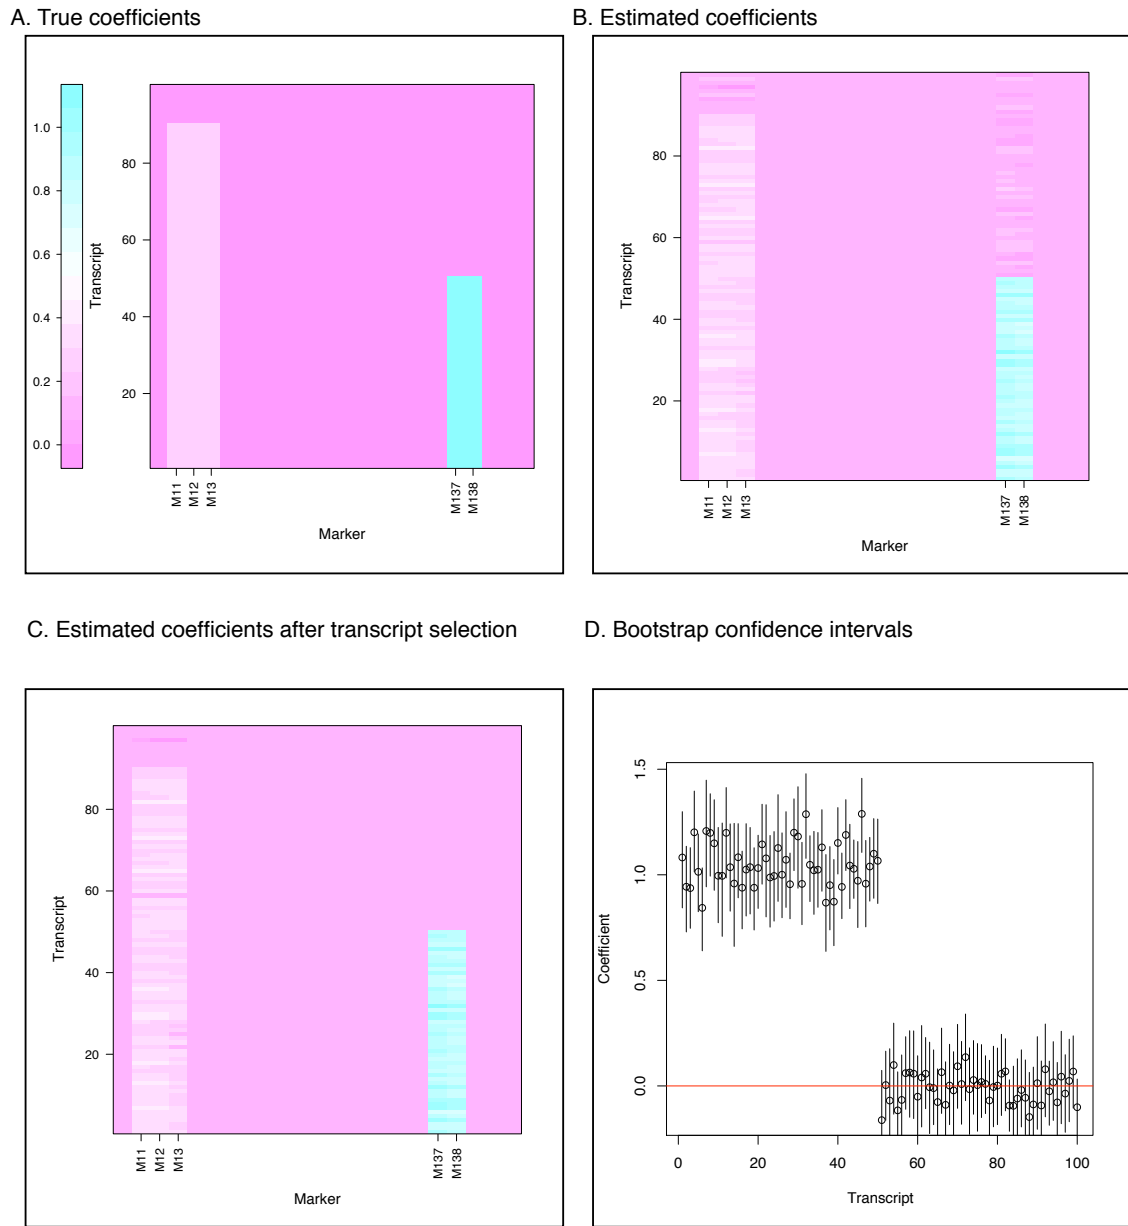 A. True coefficients
1.0
0.8
0.6
0.4
0.2
0.0
Transcript
80
60
40
20
M11
M12
M13
M137
M138
Marker
B. Estimated coefficients
Transcript
80
60
40
20
M11
M12
M13
M137
M138
Marker
C. Estimated coefficients after transcript selection
Transcript
80
60
40
20
M11
M12
M13
M137
M138
Marker
D. Bootstrap confidence intervals
Coefficient
1.5
1.0
0.5
0.0
0 20 40 60 80 100
Transcript